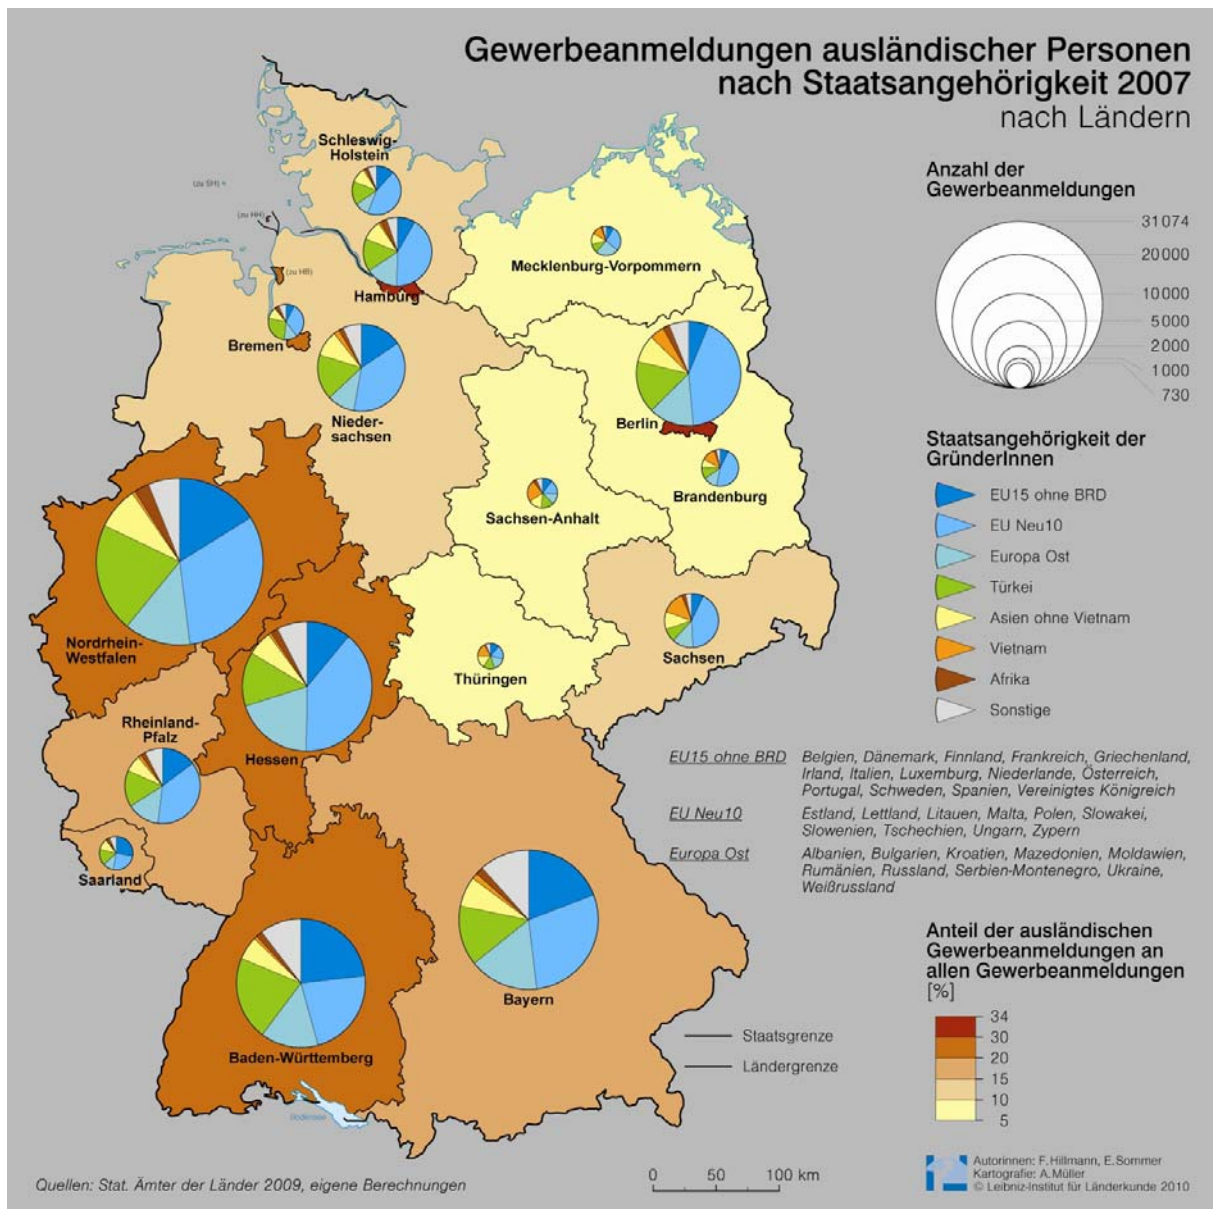 Gewerbeanmeldungen ausländischer Personen
nach Staatsangehörigkeit 2007
nach Ländern
Anzahl der
Gewerbeanmeldungen
31074
20000
10000
5000
2000
1000
730
Staatsangehörigkeit der
GründerInnen
EU15 ohne BRD
EU Neu10
Europa Ost
Türkei
Asien ohne Vietnam
Vietnam
Afrika
Sonstige
Schleswig-
Holstein
(zu SH)
(zu HH)
(zu HB)
Mecklenburg-Vorpommern
Hamburg
Bremen
Nieder-
sachsen
Berlin
Brandenburg
Sachsen-Anhalt
Nordrhein-
Westfalen
Sachsen
Thüringen
Rheinland-
Pfalz
Hessen
Saarland
Bayern
Baden-Württemberg
Bodensee
EU15 ohne BRD Belgien, Dänemark, Finnland, Frankreich, Griechenland,
Irland, Italien, Luxemburg, Niederlande, Österreich,
Portugal, Schweden, Spanien, Vereinigtes Königreich
EU Neu10 Estland, Lettland, Litauen, Malta, Polen, Slowakei,
Slowenien, Tschechien, Ungarn, Zypern
Europa Ost Albanien, Bulgarien, Kroatien, Mazedonien, Moldawien,
Rumänien, Russland, Serbien-Montenegro, Ukraine,
Weißrussland
Anteil der ausländischen
Gewerbeanmeldungen an
allen Gewerbeanmeldungen
[%]
34
30
20
15
10
5
Staatsgrenze
Ländergrenze
0 50 100 km
Quellen: Stat. Ämter der Länder 2009, eigene Berechnungen
Autorinnen: F.Hillmann, E.Sommer
Kartografie: A.Müller
© Leibniz-Institut für Länderkunde 2010